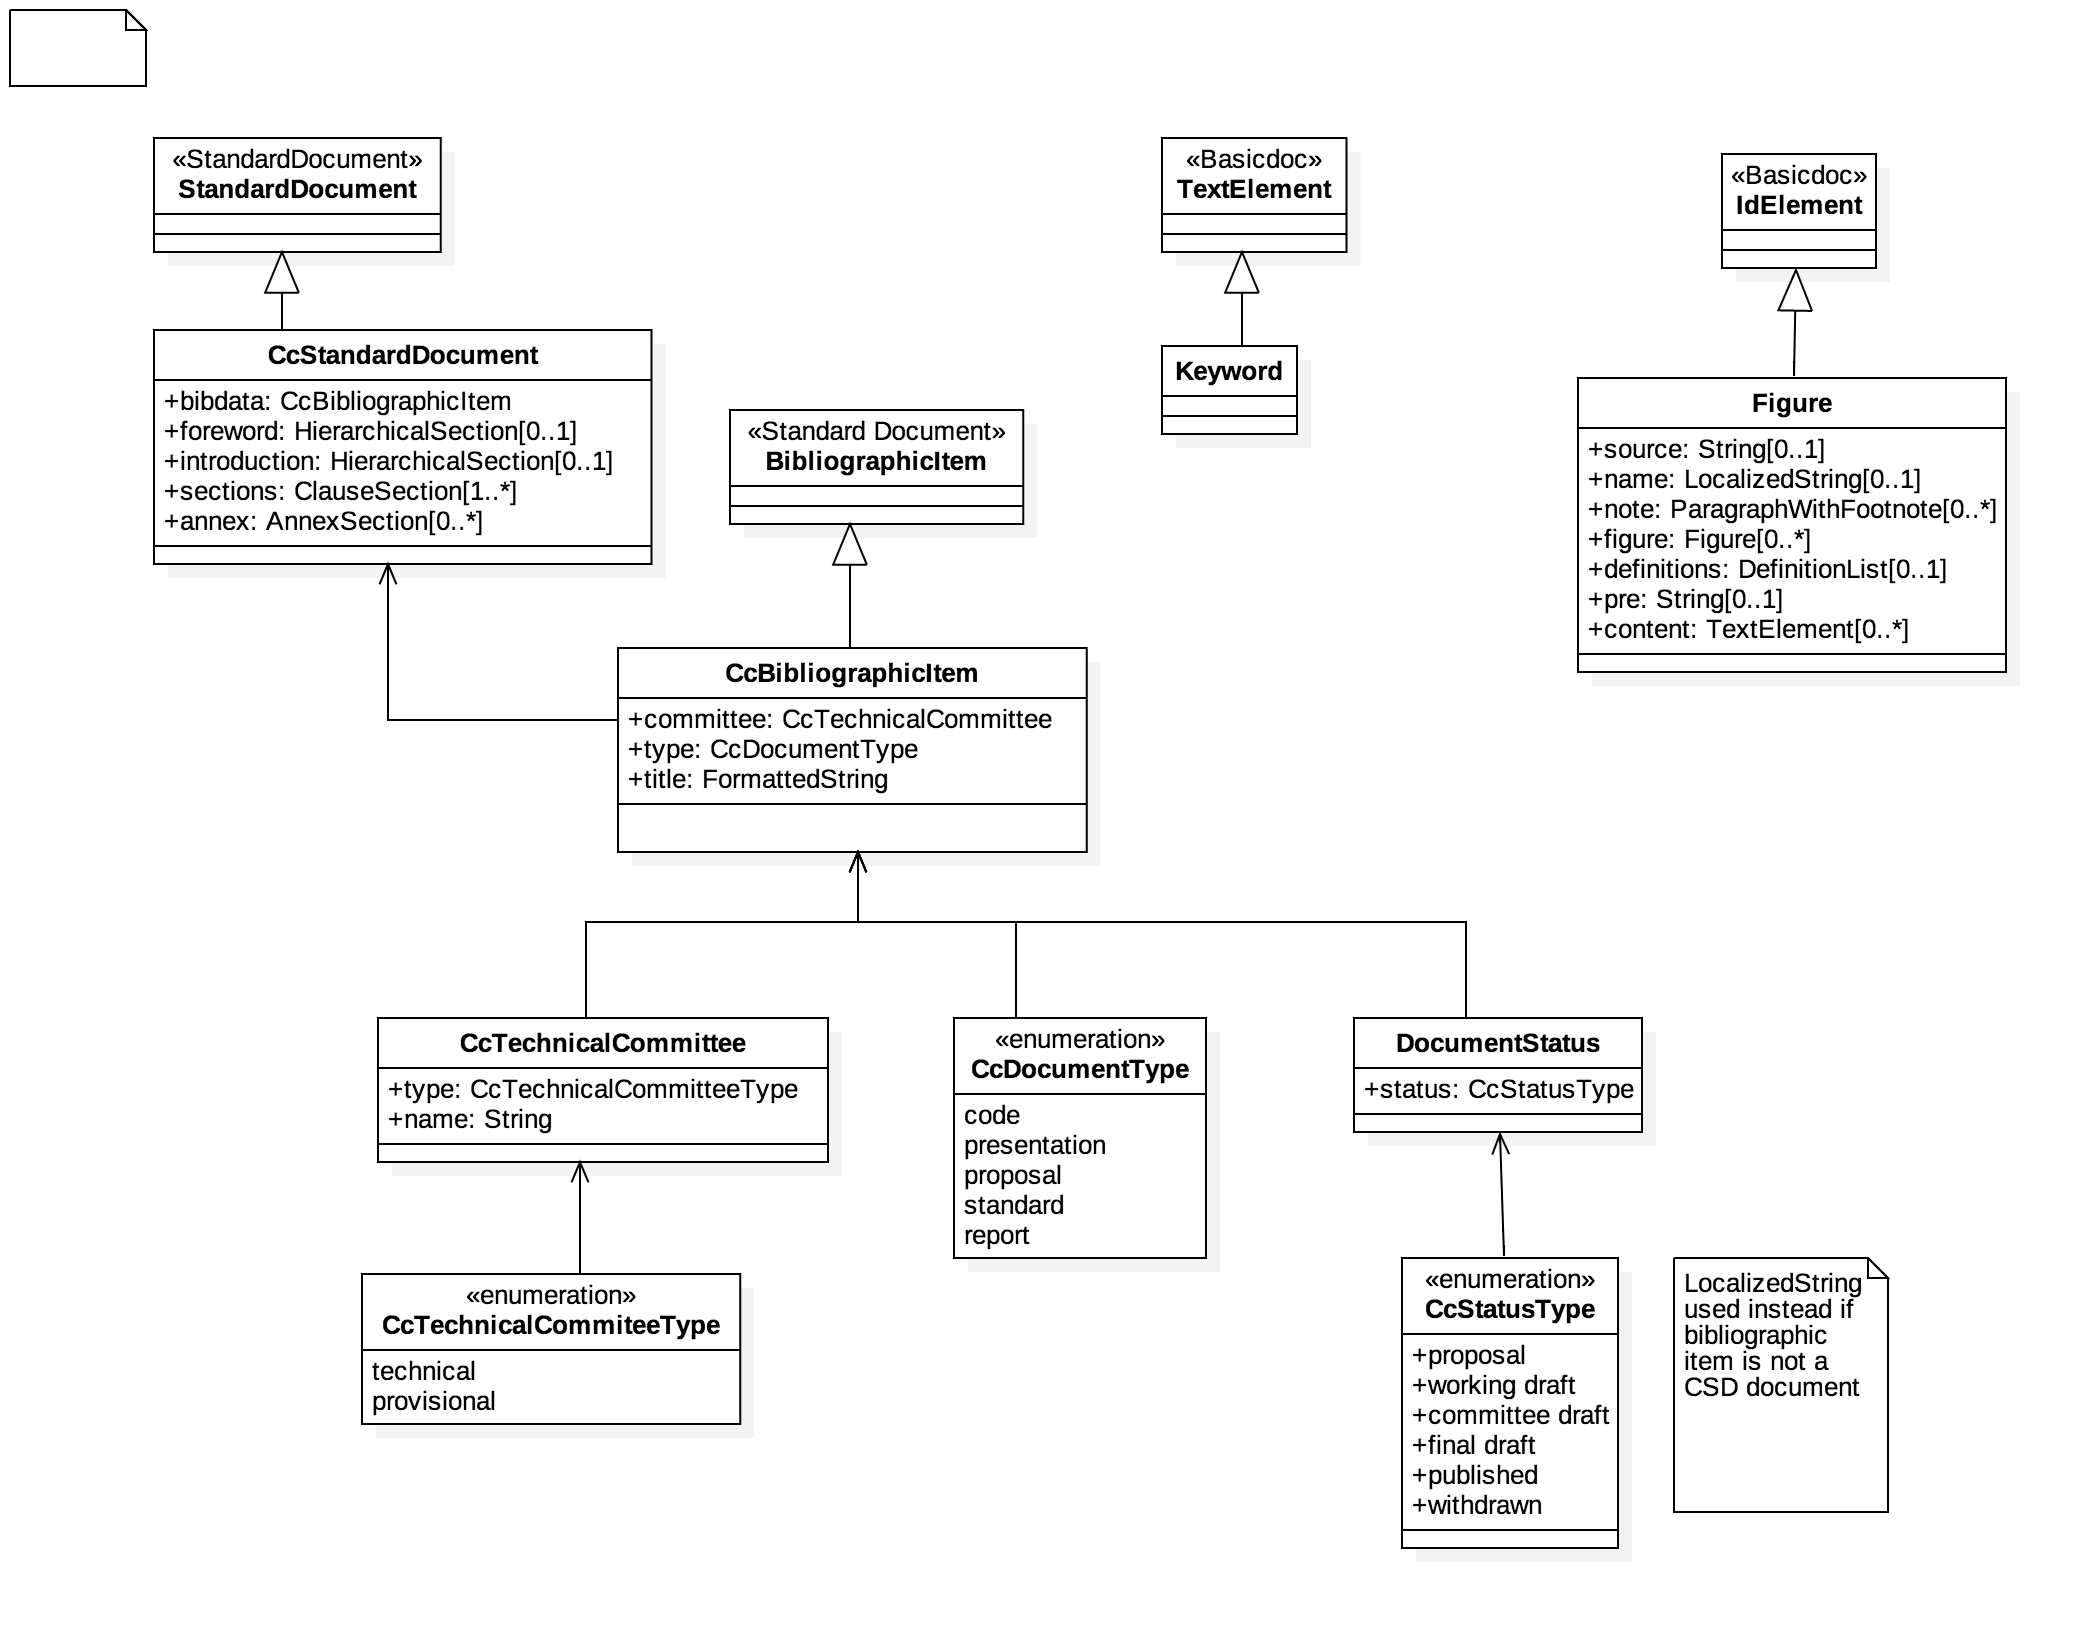 «StandardDocument»
StandardDocument
«Basicdoc»
TextElement
«Basicdoc»
IdElement
CcStandardDocument
+bibdata: CcBibliographicItem
+foreword: HierarchicalSection[0..1]
+introduction: HierarchicalSection[0..1]
+sections: ClauseSection[1..*]
+annex: AnnexSection[0..*]
Keyword
Figure
+source: String[0..1]
+name: LocalizedString[0..1]
+note: ParagraphWithFootnote[0..*]
+figure: Figure[0..*]
+definitions: DefinitionList[0..1]
+pre: String[0..1]
+content: TextElement[0..*]
«Standard Document»
BibliographicItem
CcBibliographicItem
+committee: CcTechnicalCommittee
+type: CcDocumentType
+title: FormattedString
CcTechnicalCommittee
+type: CcTechnicalCommitteeType
+name: String
«enumeration»
CcDocumentType
code
presentation
proposal
standard
report
DocumentStatus
+status: CcStatusType
«enumeration»
CcTechnicalCommiteeType
technical
provisional
«enumeration»
CcStatusType
+proposal
+working draft
+committee draft
+final draft
+published
+withdrawn
LocalizedString
used instead if
bibliographic
item is not a
CSD document